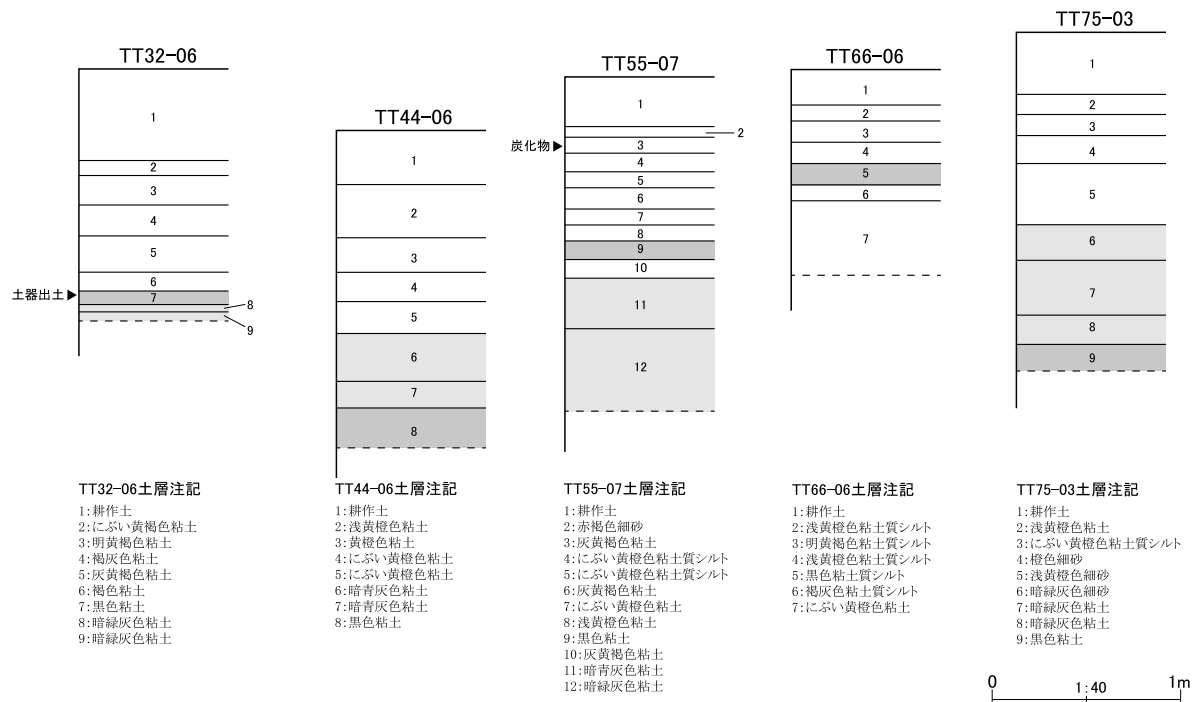 TT32-06
1
2
3
4
5
6
7
8
9
土器出土
TT44-06
1
2
3
4
5
6
7
8
TT55-07
1
2
3
4
5
6
7
8
9
10
11
12
炭化物
TT66-06
1
2
3
4
5
6
7
TT75-03
1
2
3
4
5
6
7
8
9
TT32-06土層注記
1:耕作土
2:にぶい黄褐色粘土
3:明黄褐色粘土
4:褐灰色粘土
5:灰黄褐色粘土
6:褐色粘土
7:黒色粘土
8:暗緑灰色粘土
9:暗緑灰色粘土
TT44-06土層注記
1:耕作土
2:浅黄橙色粘土
3:黄橙色粘土
4:にぶい黄橙色粘土
5:にぶい黄橙色粘土
6:暗青灰色粘土
7:暗青灰色粘土
8:黒色粘土
TT55-07土層注記
1:耕作土
2:赤褐色細砂
3:灰黄褐色粘土
4:にぶい黄橙色粘土質シルト
5:にぶい黄橙色粘土質シルト
6:灰黄褐色粘土
7:にぶい黄橙色粘土
8:浅黄橙色粘土
9:黒色粘土
10:灰黄褐色粘土
11:暗青灰色粘土
12:暗緑灰色粘土
TT66-06土層注記
1:耕作土
2:浅黄橙色粘土質シルト
3:明黄褐色粘土質シルト
4:浅黄橙色粘土質シルト
5:黒色粘土質シルト
6:褐灰色粘土質シルト
7:にぶい黄橙色粘土
TT75-03土層注記
1:耕作土
2:浅黄橙色粘土
3:にぶい黄橙色粘土質シルト
4:橙色細砂
5:浅黄橙色細砂
6:暗緑灰色細砂
7:暗緑灰色粘土
8:暗緑灰色粘土
9:黒色粘土
0 1:40 1m